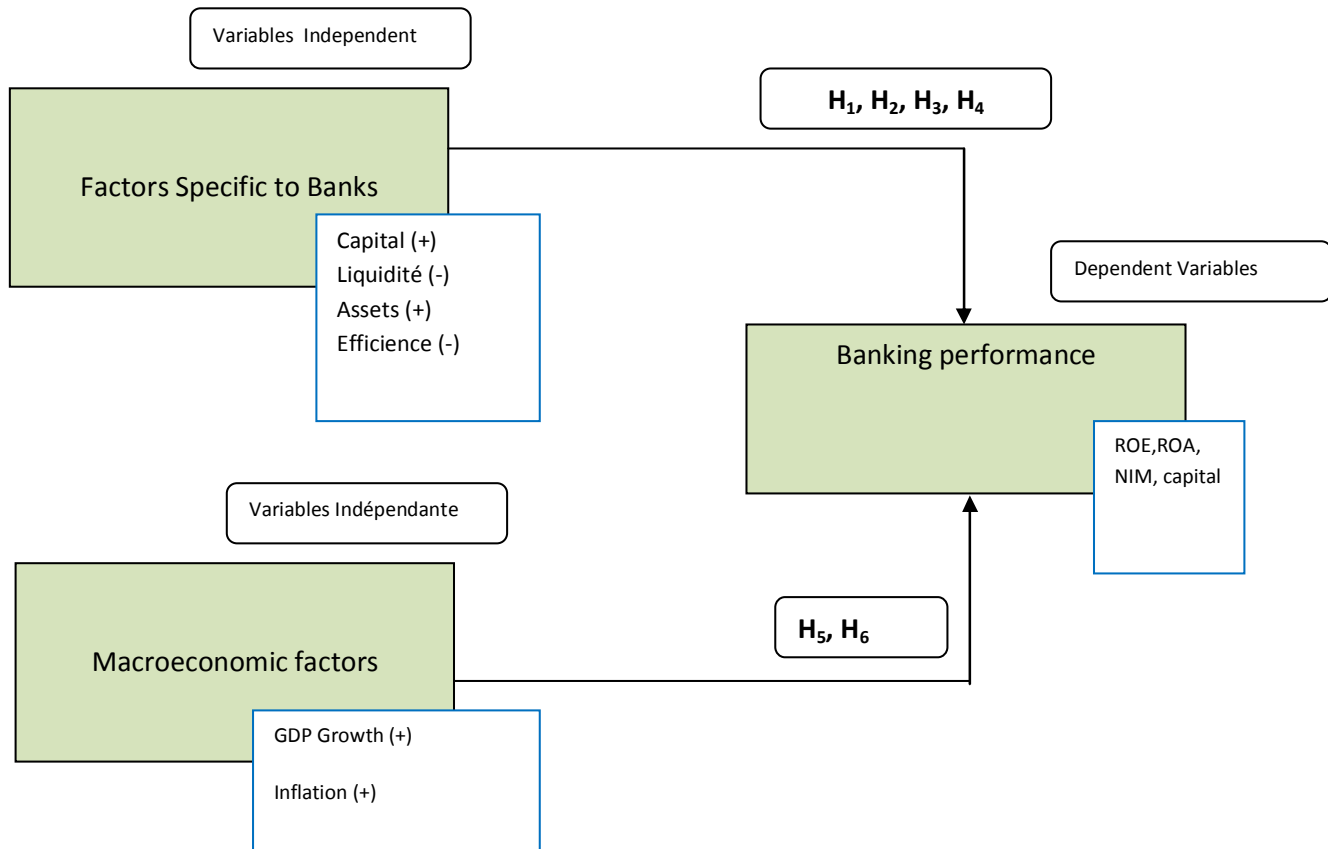 Variables Independent
H₁, H₂, H₃, H₄
Factors Specific to Banks
Capital (+)
Liquidité (-)
Assets (+)
Efficience (-)
Dependent Variables
Banking performance
ROE,ROA,
NIM, capital
Variables Indépendante
H₅, H₆
Macroeconomic factors
GDP Growth (+)
Inflation (+)